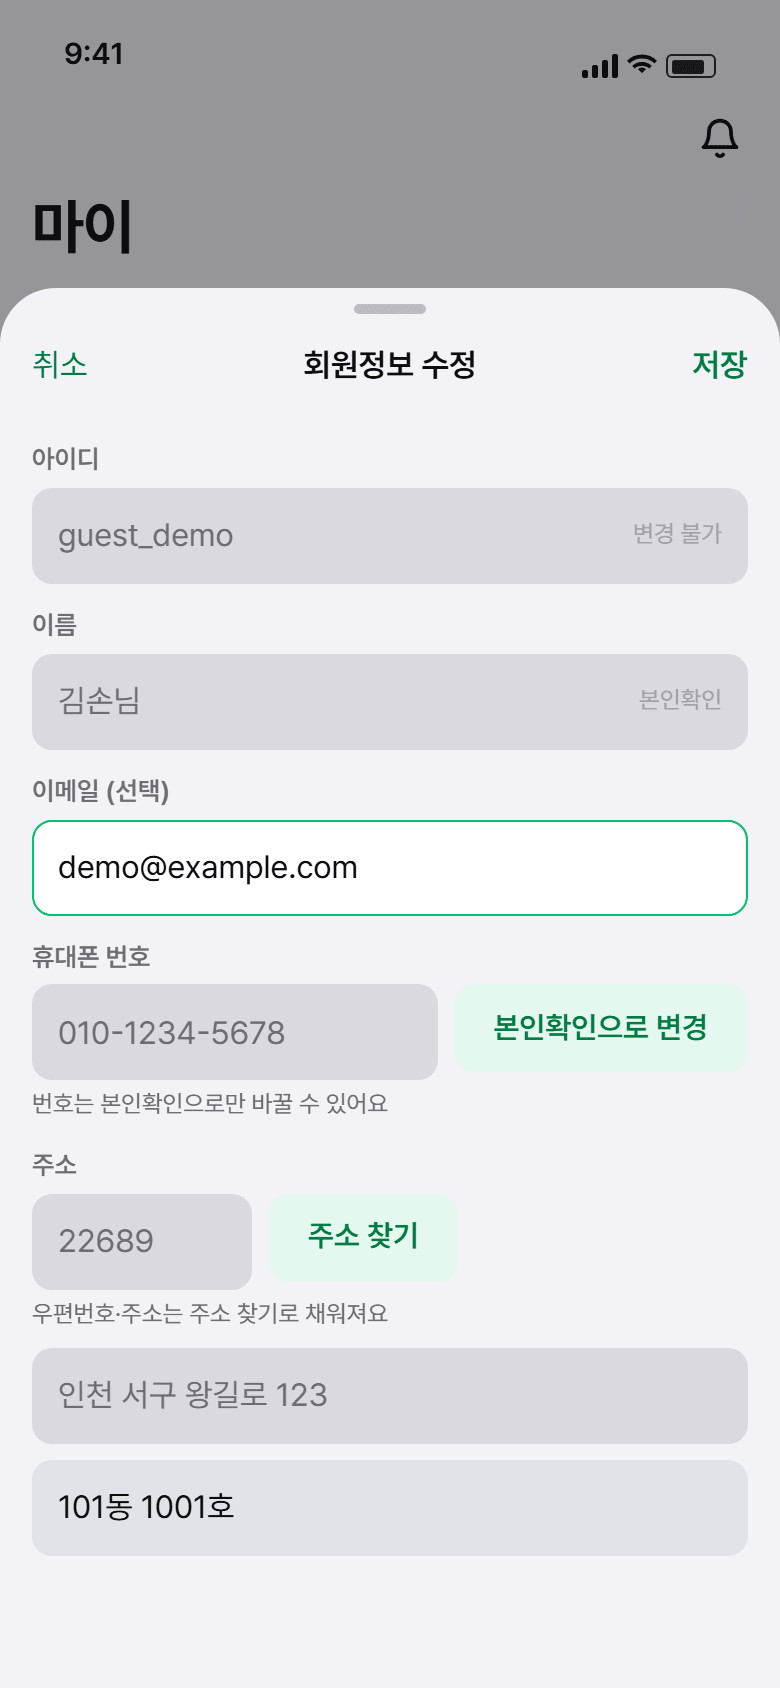 9:41
마이
취소
회원정보 수정
저장
아이디
guest_demo
변경 불가
이름
김손님
본인확인
이메일 (선택)
demo@example.com
휴대폰 번호
010-1234-5678
본인확인으로 변경
번호는 본인확인으로만 바꿀 수 있어요
주소
22689
주소 찾기
우편번호·주소는 주소 찾기로 채워져요
인천 서구 왕길로 123
101동 1001호